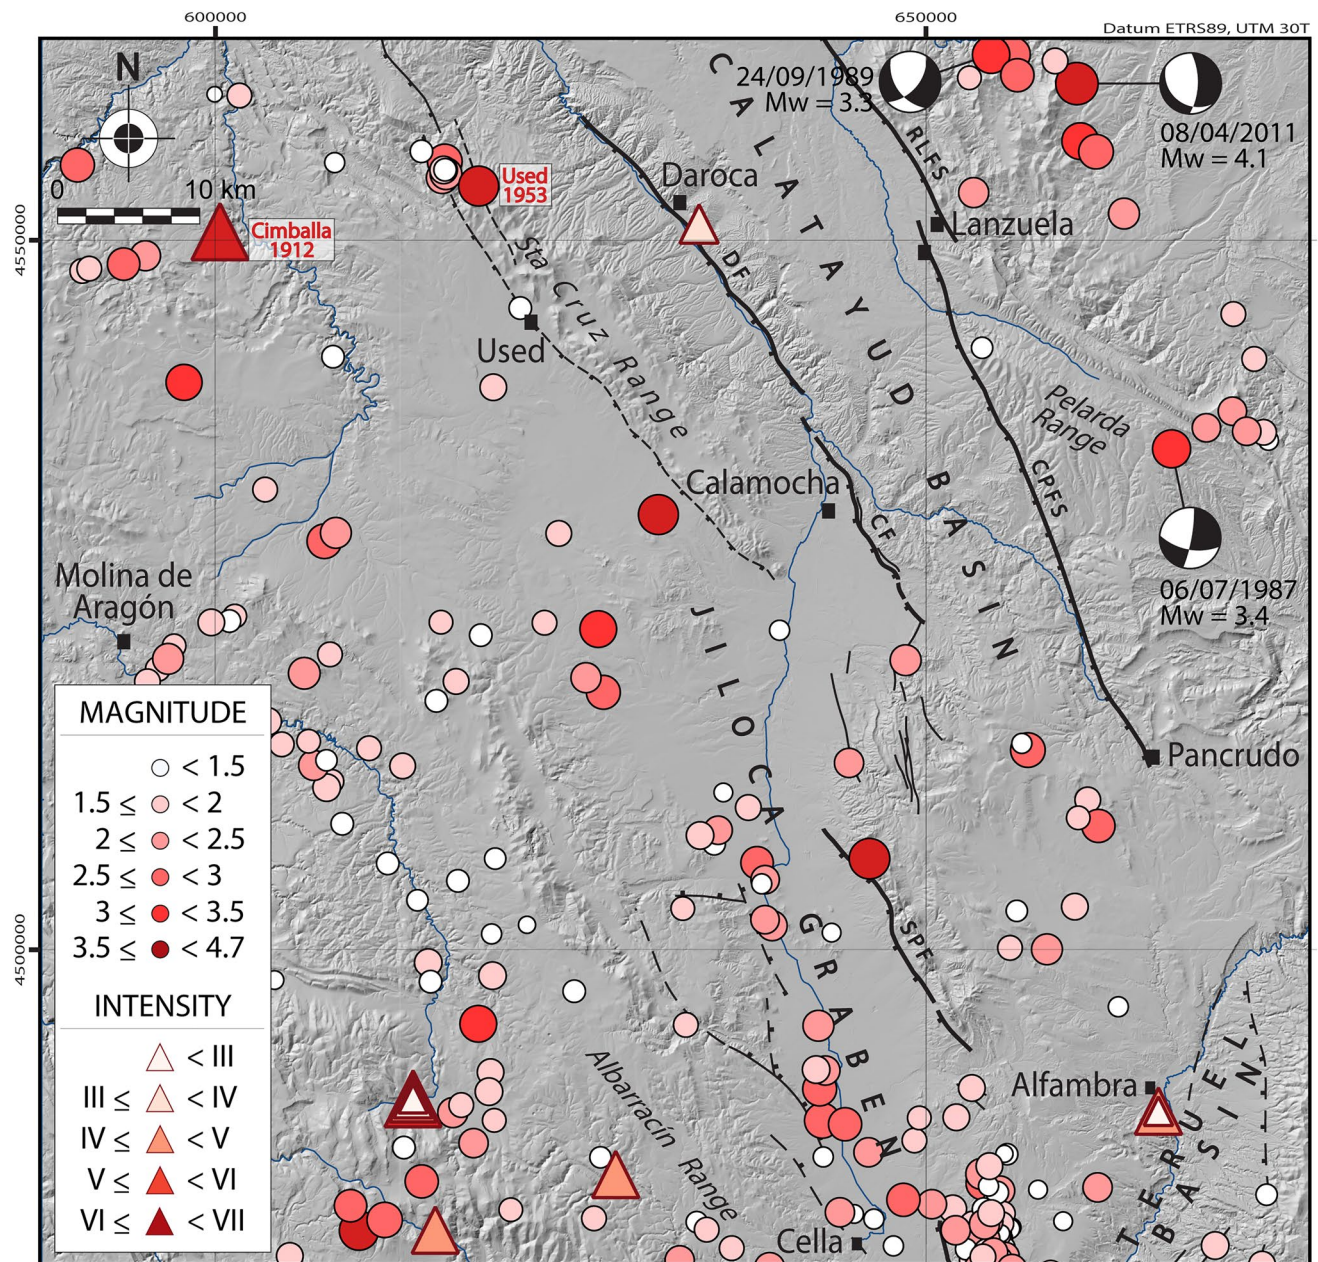 600000
650000
Datum ETRS89, UTM 30T
N
0
10 km
4550000
4500000
24/09/1989
Mw = 3.3
08/04/2011
Mw = 4.1
Used
1953
Cimballa
1912
Daroca
RLFS
Lanzuela
DF
Sta Cruz Range
Used
CALATAYUD BASIN
Pelarda
Range
CPFS
Calamocha
CF
06/07/1987
Mw = 3.4
Molina de
Aragón
JILOCA GRABEN
Pancrudo
SPF
Albarracín Range
Alfambra
TERUEL
BASIN
Cella
MAGNITUDE
< 1.5
1.5 ≤ < 2
2 ≤ < 2.5
2.5 ≤ < 3
3 ≤ < 3.5
3.5 ≤ < 4.7
INTENSITY
< III
III ≤ < IV
IV ≤ < V
V ≤ < VI
VI ≤ < VII